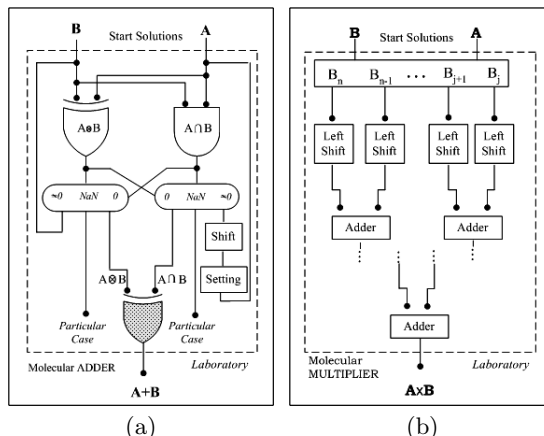 B
A
Start Solutions
A⊗B
A∩B
≈0 NaN 0
0 NaN ≈0
Shift
Setting
A⊗B
A∩B
Particular
Case
Particular
Case
Molecular ADDER
Laboratory
A+B
(a)
Start Solutions
B
A
Bn Bn-1 ... Bj+1 Bj
Left
Shift
Left
Shift
Left
Shift
Left
Shift
Adder
Adder
Adder
Molecular
MULTIPLIER
Laboratory
AxB
(b)